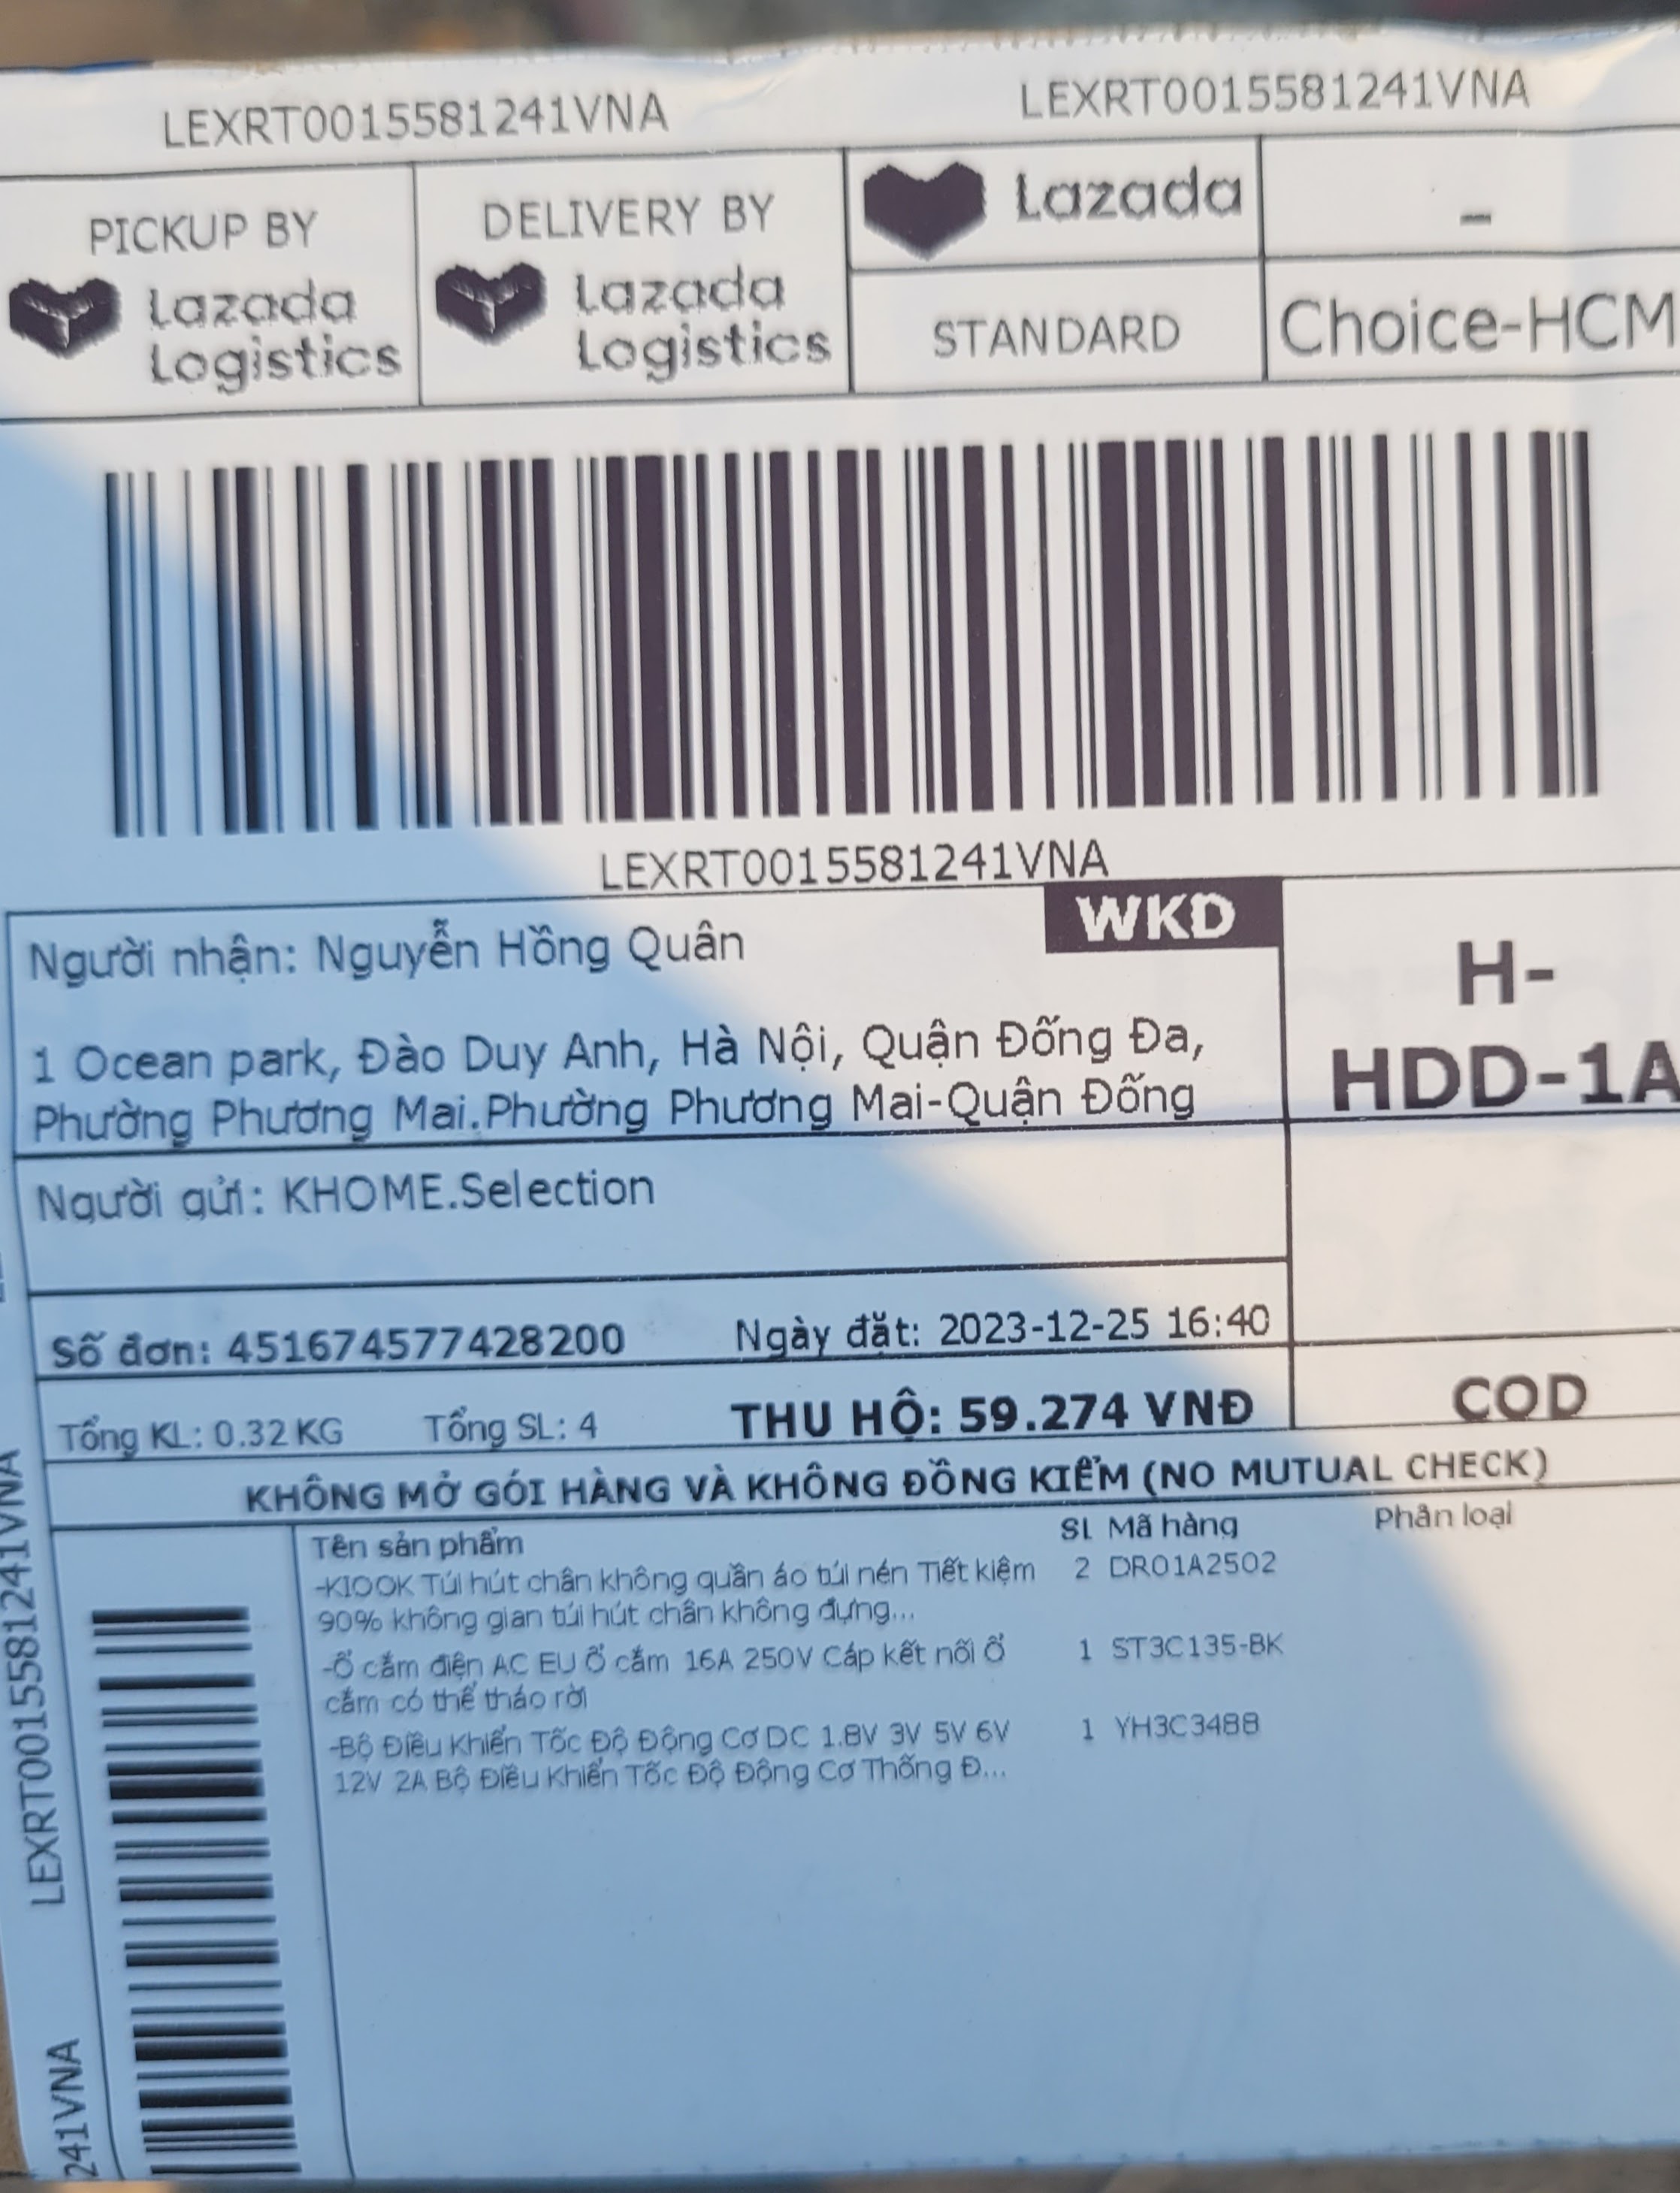 LEXRT0015581241VNA
LEXRT0015581241VNA
PICKUP BY
Lazada
Logistics
DELIVERY BY
Lazada
Logistics
Lazada
-
STANDARD
Choice-HCM
LEXRT0015581241VNA
WKD
Người nhận: Nguyễn Hồng Quân
1 Ocean park, Đào Duy Anh, Hà Nội, Quận Đống Đa,
Phường Phương Mai.Phường Phương Mai-Quận Đống
H-
HDD-1A
Người gửi: KHOME.Selection
Số đơn: 451674577428200
Ngày đặt: 2023-12-25 16:40
Tổng KL: 0.32 KG
Tổng SL: 4
THU HỘ: 59.274 VNĐ
COD
KHÔNG MỞ GÓI HÀNG VÀ KHÔNG ĐỒNG KIỂM (NO MUTUAL CHECK)
Tên sản phẩm SL Mã hàng Phân loại
-KIOOK Túi hút chân không quần áo túi nén Tiết kiệm 2 DR01A2502
90% không gian túi hút chân không đựng...
-Ổ cắm điện AC EU Ổ cắm 16A 250V Cáp kết nối Ổ 1 ST3C135-BK
cắm có thể tháo rời
-Bộ Điều Khiển Tốc Độ Động Cơ DC 1.8V 3V 5V 6V 1 YH3C3488
12V 2A Bộ Điều Khiển Tốc Độ Động Cơ Thống Đ...
LEXRT0015581241VNA
241VNA